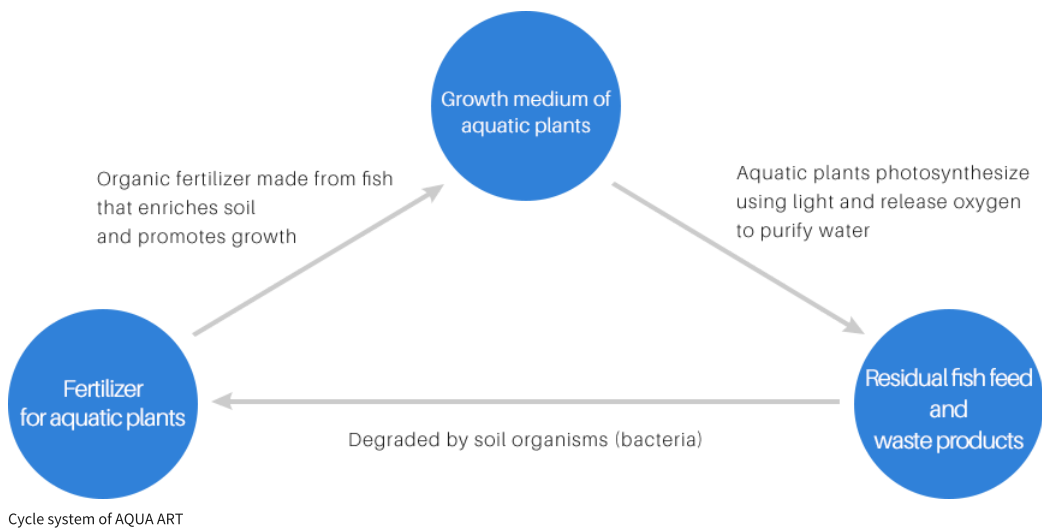 Growth medium of
aquatic plants
Organic fertilizer made from fish
that enriches soil
and promotes growth
Aquatic plants photosynthesize
using light and release oxygen
to purify water
Fertilizer
for aquatic plants
Residual fish feed
and
waste products
Degraded by soil organisms (bacteria)
Cycle system of AQUA ART